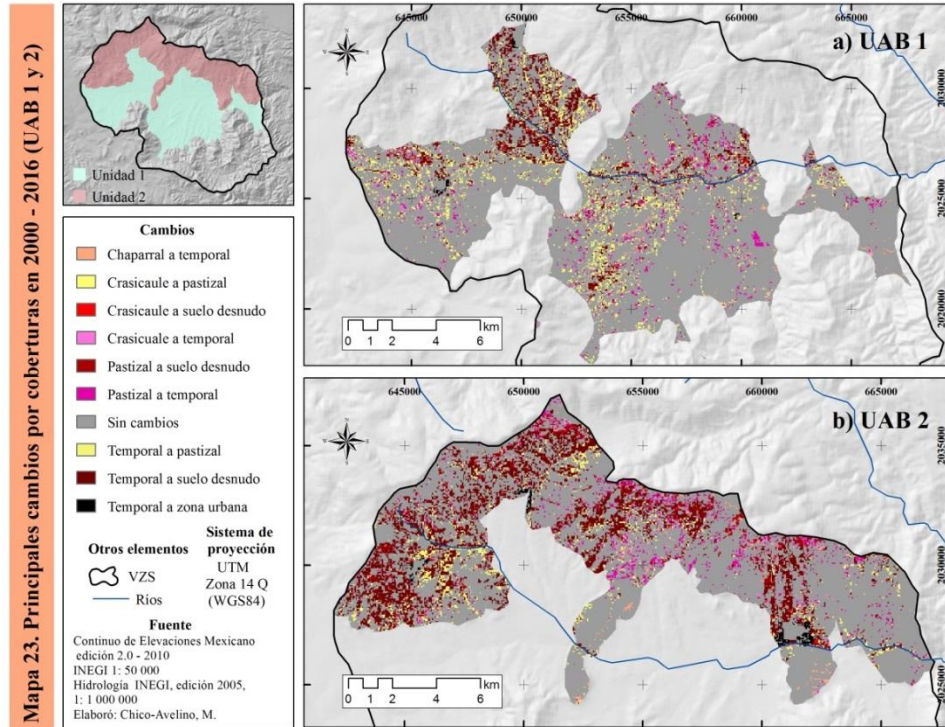 Mapa 23. Principales cambios por coberturas en 2000 - 2016 (UAB 1 y 2)
Unidad 1
Unidad 2
Cambios
Chaparral a temporal
Crasicaule a pastizal
Crasicaule a suelo desnudo
Crasicuale a temporal
Pastizal a suelo desnudo
Pastizal a temporal
Sin cambios
Temporal a pastizal
Temporal a suelo desnudo
Temporal a zona urbana
Otros elementos
VZS
Rios
Sistema de
proyección
UTM
Zona 14 Q
(WGS84)
Fuente
Continuo de Elevaciones Mexicano
edición 2.0 - 2010
INEGI 1: 50 000
Hidrología INEGI, edición 2005,
1: 1 000 000
Elaboró: Chico-Avelino, M.
645000 650000 655000 660000 665000
a) UAB 1
2030000
2025000
2020000
0 1 2 4 6
km
645000 650000 655000 660000 665000
b) UAB 2
2035000
2030000
2025000
0 1 2 4 6
km